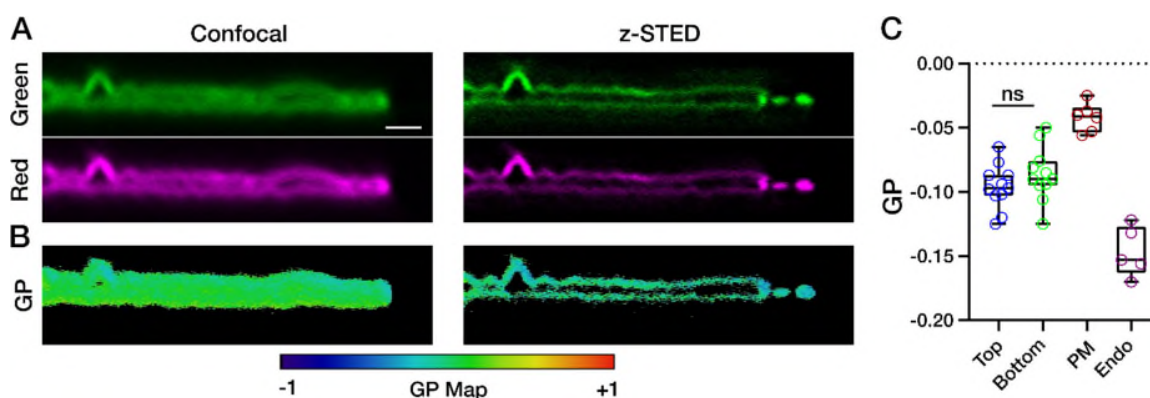 A
Confocal
z-STED
Green
Red
B
GP
-1
GP Map
+1
C
GP
0.00
-0.05
-0.10
-0.15
-0.20
ns
Top
Bottom
PM
Endo